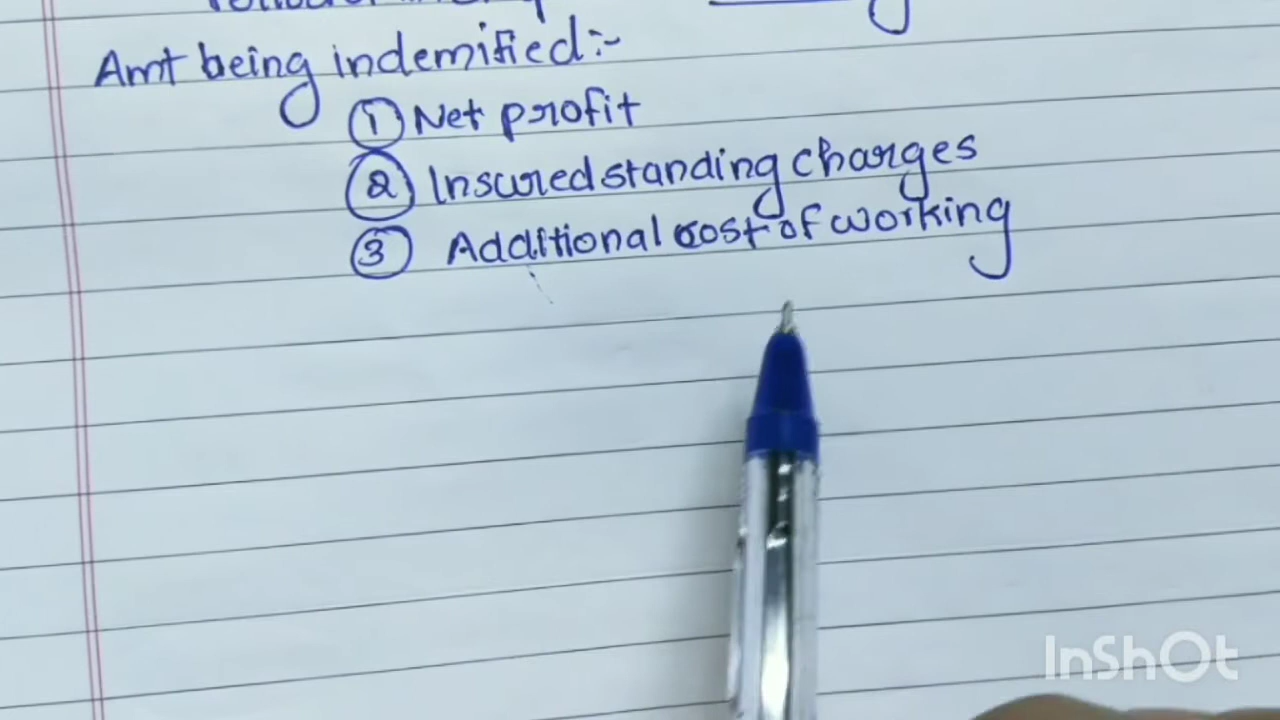 Amt being indemified:-
① Net profit
② Insured standing charges
③ Additional cost of working
InShOt